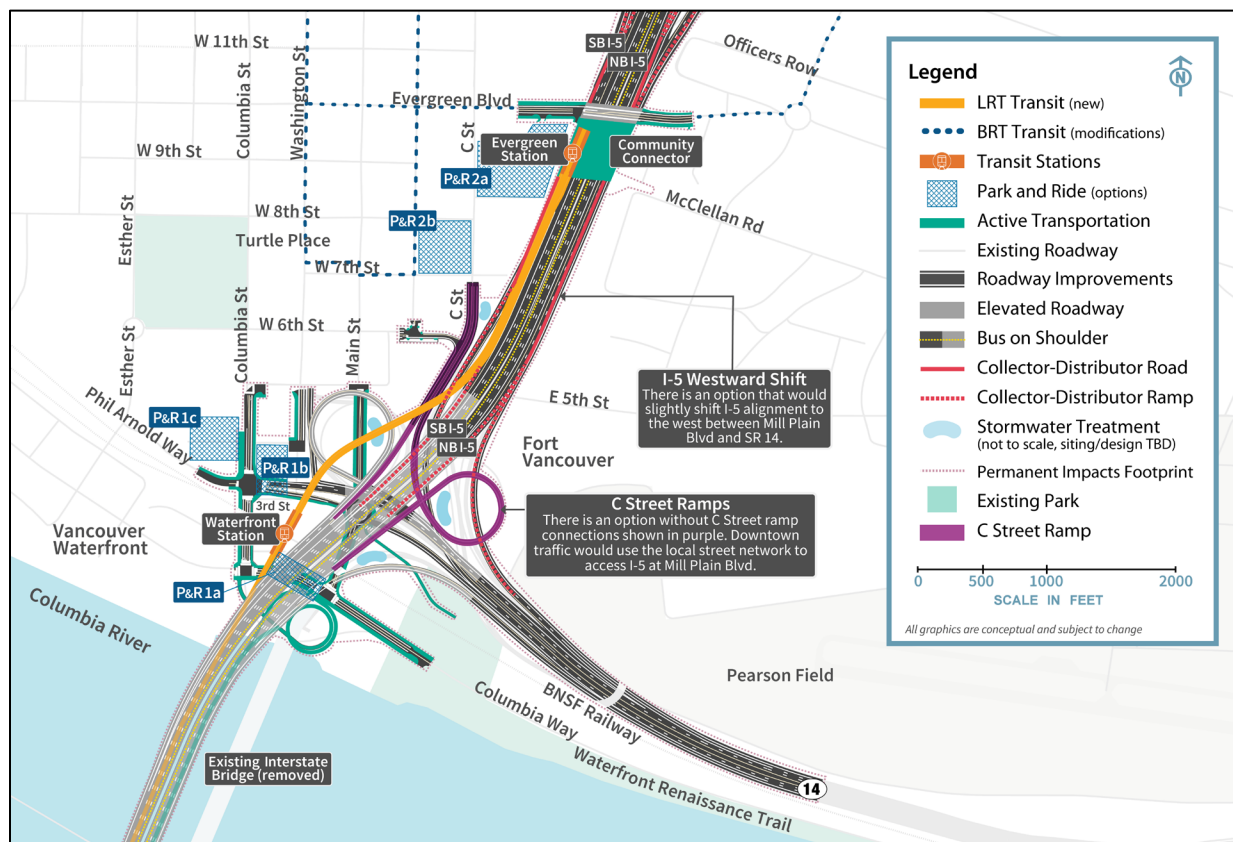 SB I-5
NB I-5
W 11th St
Columbia St
Washington St
Officers Row
Evergreen Blvd
C St
Evergreen
Station
Community
Connector
W 9th St
P&R2a
McClellan Rd
Esther St
W 8th St
P&R2b
Turtle Place
W 7th St
C St
Columbia St
W 6th St
Main St
Esther St
I-5 Westward Shift
There is an option that would
slightly shift I-5 alignment to
the west between Mill Plain
Blvd and SR 14.
E 5th St
Phil Arnold Way
P&R1c
SB I-5
NB I-5
Fort
Vancouver
P&R1b
3rd St
C Street Ramps
There is an option without C Street ramp
connections shown in purple. Downtown
traffic would use the local street network to
access I-5 at Mill Plain Blvd.
Waterfront
Station
Vancouver
Waterfront
P&R1a
Columbia River
Pearson Field
BNSF Railway
Columbia Way
Waterfront Renaissance Trail
Existing Interstate
Bridge (removed)
14
Legend
N
LRT Transit (new)
BRT Transit (modifications)
Transit Stations
Park and Ride (options)
Active Transportation
Existing Roadway
Roadway Improvements
Elevated Roadway
Bus on Shoulder
Collector-Distributor Road
Collector-Distributor Ramp
Stormwater Treatment
(not to scale, siting/design TBD)
Permanent Impacts Footprint
Existing Park
C Street Ramp
0 500 1000 2000
SCALE IN FEET
All graphics are conceptual and subject to change